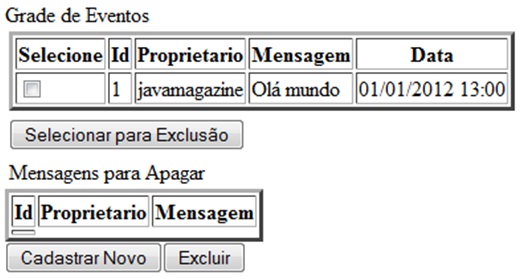 Grade de Eventos
Selecione Id Proprietario Mensagem Data
1 javamagazine Olá mundo 01/01/2012 13:00
Selecionar para Exclusão
Mensagens para Apagar
Id Proprietario Mensagem
Cadastrar Novo Excluir